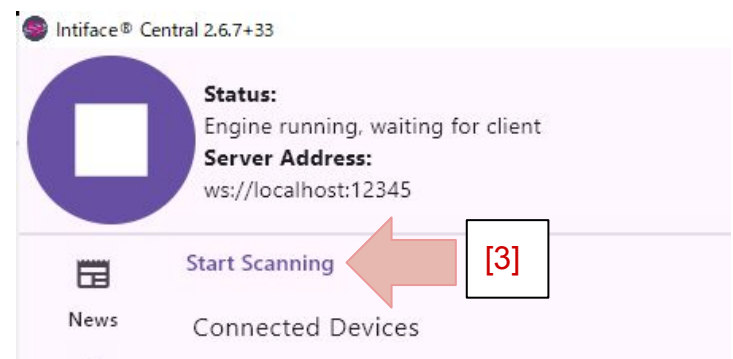 Intiface® Central 2.6.7+33
Status:
Engine running, waiting for client
Server Address:
ws://localhost:12345
Start Scanning
[3]
News
Connected Devices